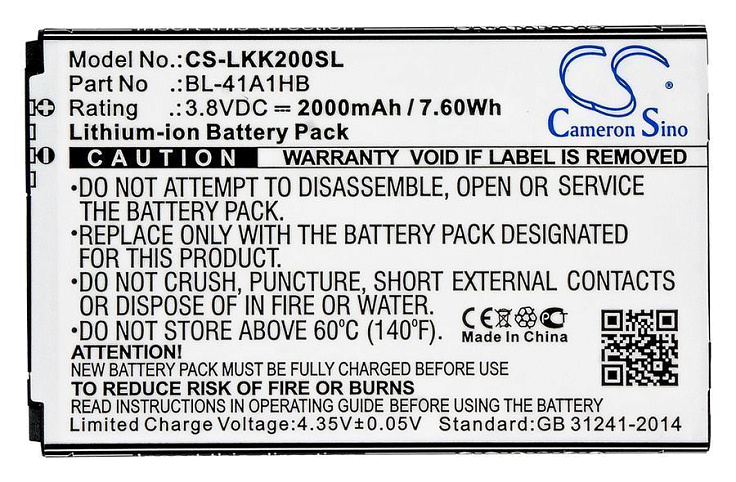 Model No.:CS-LKK200SL
Part No :BL-41A1HB
Rating :3.8VDC 2000mAh / 7.60Wh
Lithium-ion Battery Pack
CS
Cameron Sino
CAUTION WARRANTY VOID IF LABEL IS REMOVED
•DO NOT ATTEMPT TO DISASSEMBLE, OPEN OR SERVICE
THE BATTERY PACK.
•REPLACE ONLY WITH THE BATTERY PACK DESIGNATED
FOR THIS PRODUCT.
•DO NOT CRUSH, PUNCTURE, SHORT EXTERNAL CONTACTS
OR DISPOSE OF IN FIRE OR WATER.
•DO NOT STORE ABOVE 60ºC (140ºF).
CE
Made In China
ATTENTION!
NEW BATTERY PACK MUST BE FULLY CHARGED BEFORE USE
TO REDUCE RISK OF FIRE OR BURNS
READ INSTRUCTIONS IN OPERATING GUIDE BEFORE USE
Limited Charge Voltage:4.35V±0.05V Standard:GB 31241-2014